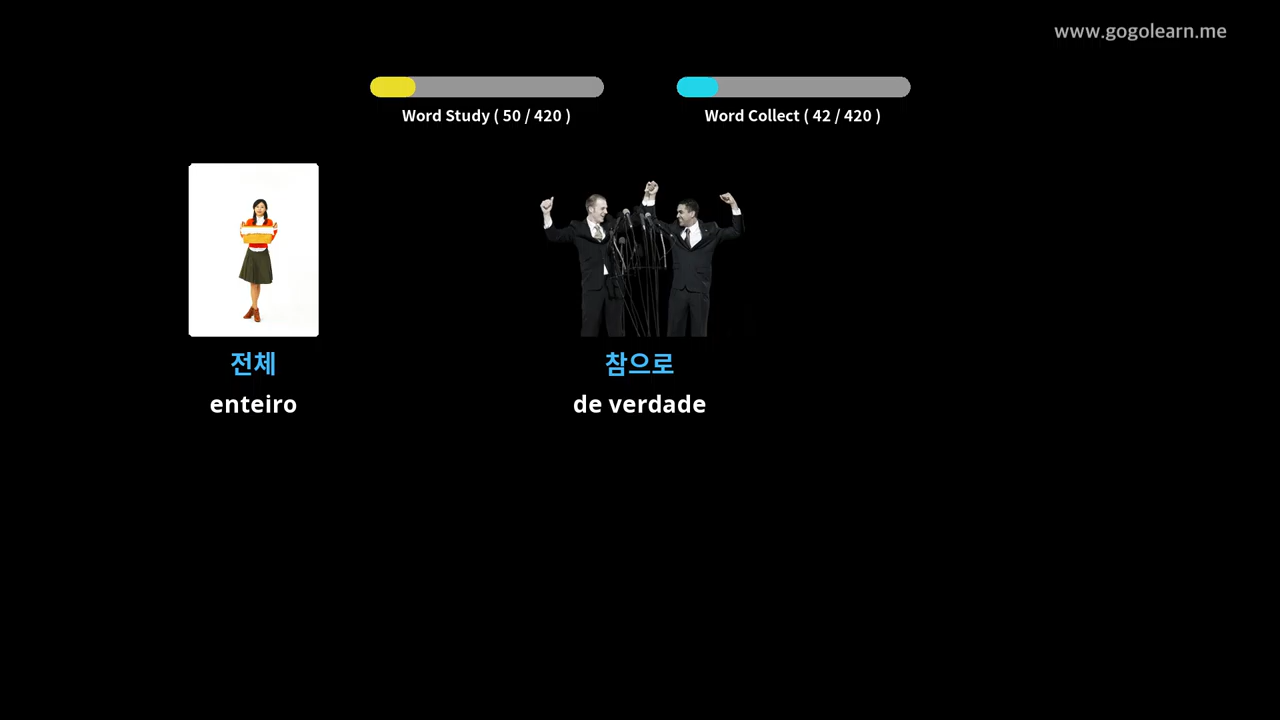 www.gogolearn.me
Word Study ( 50 / 420 )
Word Collect ( 42 / 420 )
전체
enteiro
참으로
de verdade